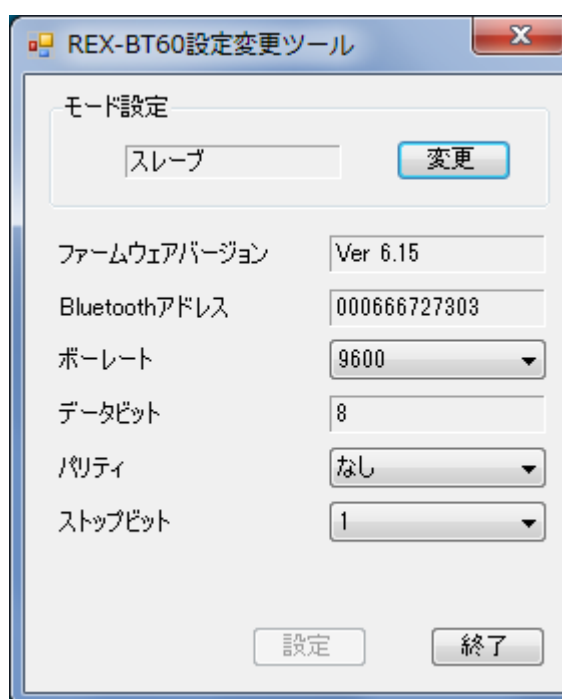 REX-BT60設定変更ツール
モード設定
スレーブ 変更
ファームウェアバージョン Ver 6.15
Bluetoothアドレス 000666727303
ボーレート 9600
データビット 8
パリティ なし
ストップビット 1
設定 終了